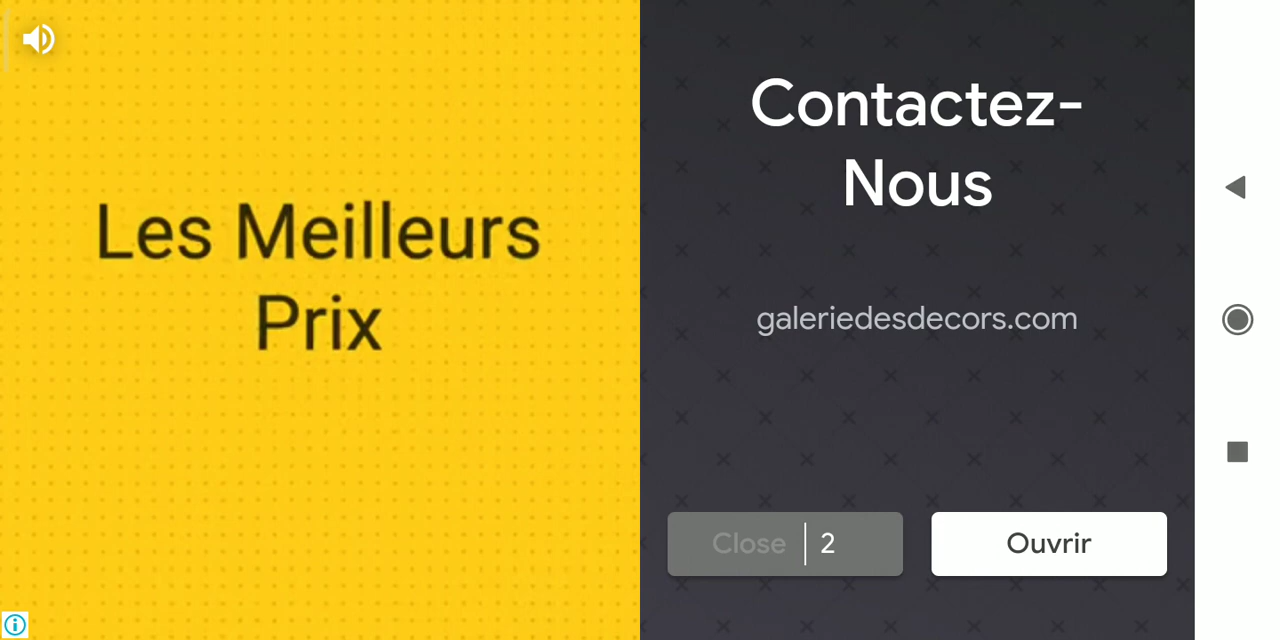 Les Meilleurs
Prix
Contactez-
Nous
galeriedesdecors.com
Close 2
Ouvrir